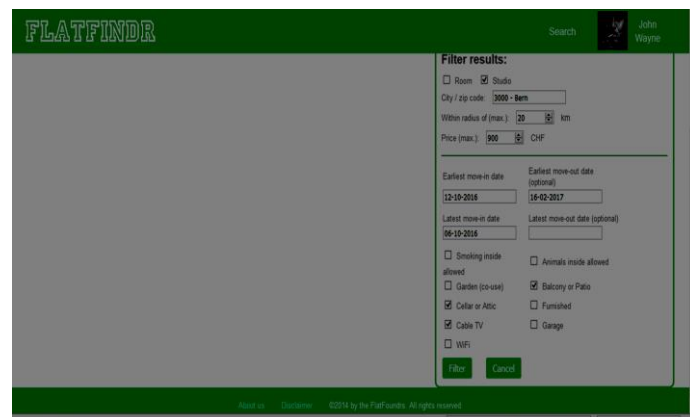 FLATFINDR
Search
John
Wayne
Filter results:
Room Studio
City / zip code: 3000 - Bern
Within radius of (max.): 20 km
Price (max.): 900 CHF
Earliest move-in date
Earliest move-out date
(optional)
12-10-2016
16-02-2017
Latest move-in date
Latest move-out date (optional)
06-10-2016
Smoking inside
allowed
Animals inside allowed
Garden (co-use)
Balcony or Patio
Cellar or Attic
Furnished
Cable TV
Garage
WiFi
Filter Cancel
About us Disclaimer ©2014 by the FlatFoundrs. All rights reserved